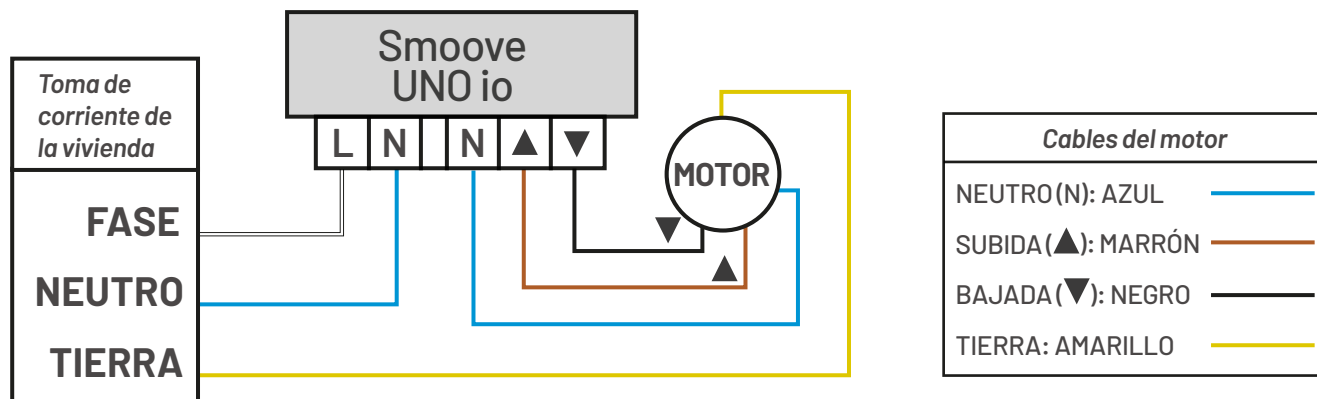 Smoove
UNO io
Toma de
corriente de
la vivienda
L N N ▲ ▼
FASE
NEUTRO
TIERRA
MOTOR
▼
▲
Cables del motor
NEUTRO (N): AZUL
SUBIDA (▲): MARRÓN
BAJADA (▼): NEGRO
TIERRA: AMARILLO